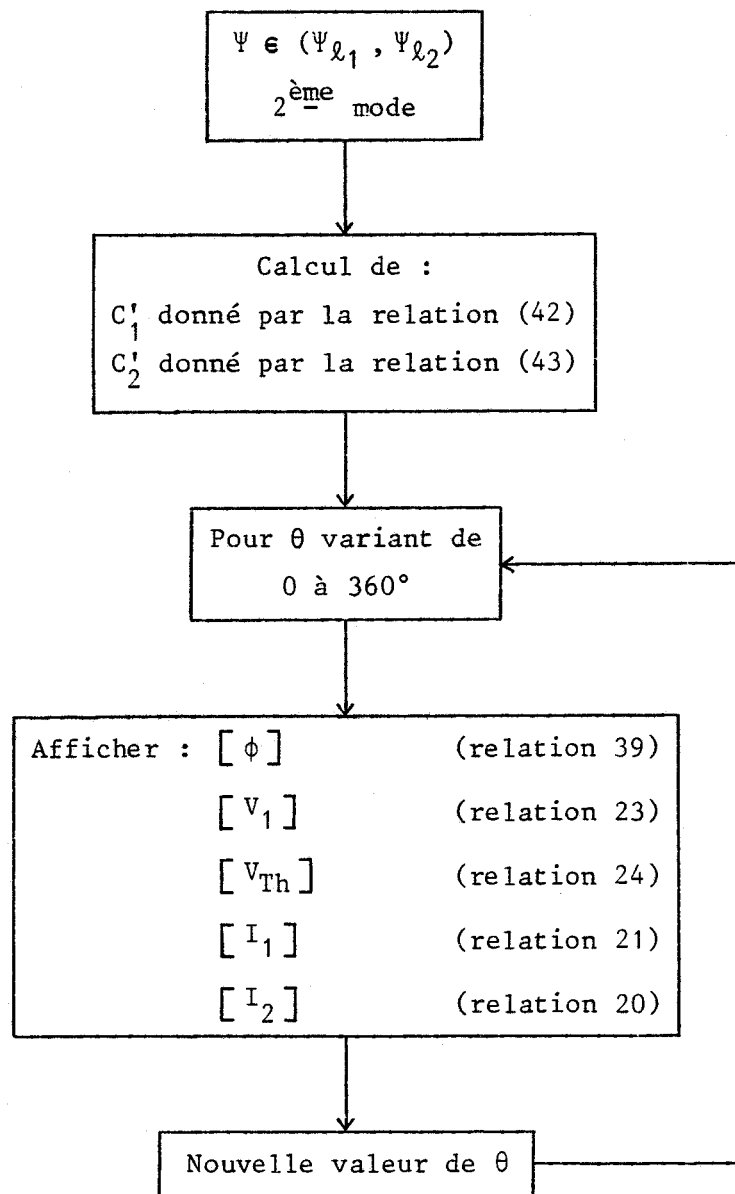 Ψ ∈ (Ψℓ1 , Ψℓ2)
2ème mode
Calcul de :
C'1 donné par la relation (42)
C'2 donné par la relation (43)
Pour θ variant de
0 à 360°
Afficher : [ ϕ ] (relation 39)
[ V1 ] (relation 23)
[ VTh ] (relation 24)
[ I1 ] (relation 21)
[ I2 ] (relation 20)
Nouvelle valeur de θ